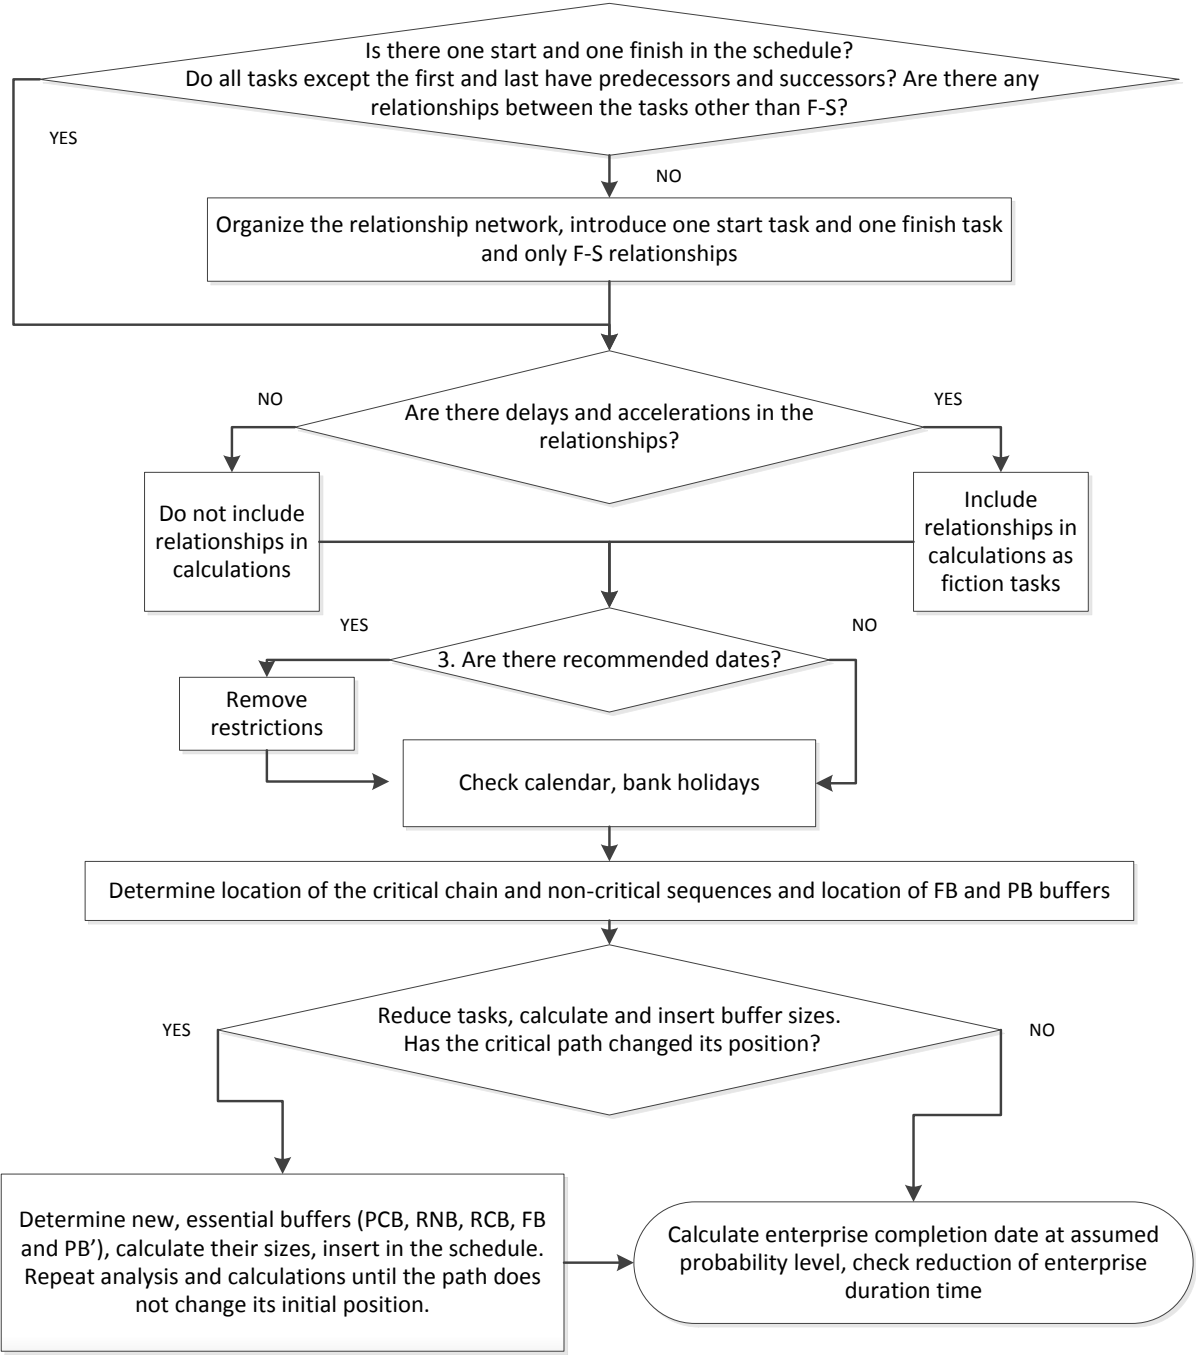 Is there one start and one finish in the schedule?
Do all tasks except the first and last have predecessors and successors? Are there any
relationships between the tasks other than F-S?
YES
NO
Organize the relationship network, introduce one start task and one finish task
and only F-S relationships
NO
YES
Are there delays and accelerations in the
relationships?
Do not include
relationships in
calculations
Include
relationships in
calculations as
fiction tasks
YES
NO
3. Are there recommended dates?
Remove
restrictions
Check calendar, bank holidays
Determine location of the critical chain and non-critical sequences and location of FB and PB buffers
YES
NO
Reduce tasks, calculate and insert buffer sizes.
Has the critical path changed its position?
Determine new, essential buffers (PCB, RNB, RCB, FB
and PB’), calculate their sizes, insert in the schedule.
Repeat analysis and calculations until the path does
not change its initial position.
Calculate enterprise completion date at assumed
probability level, check reduction of enterprise
duration time